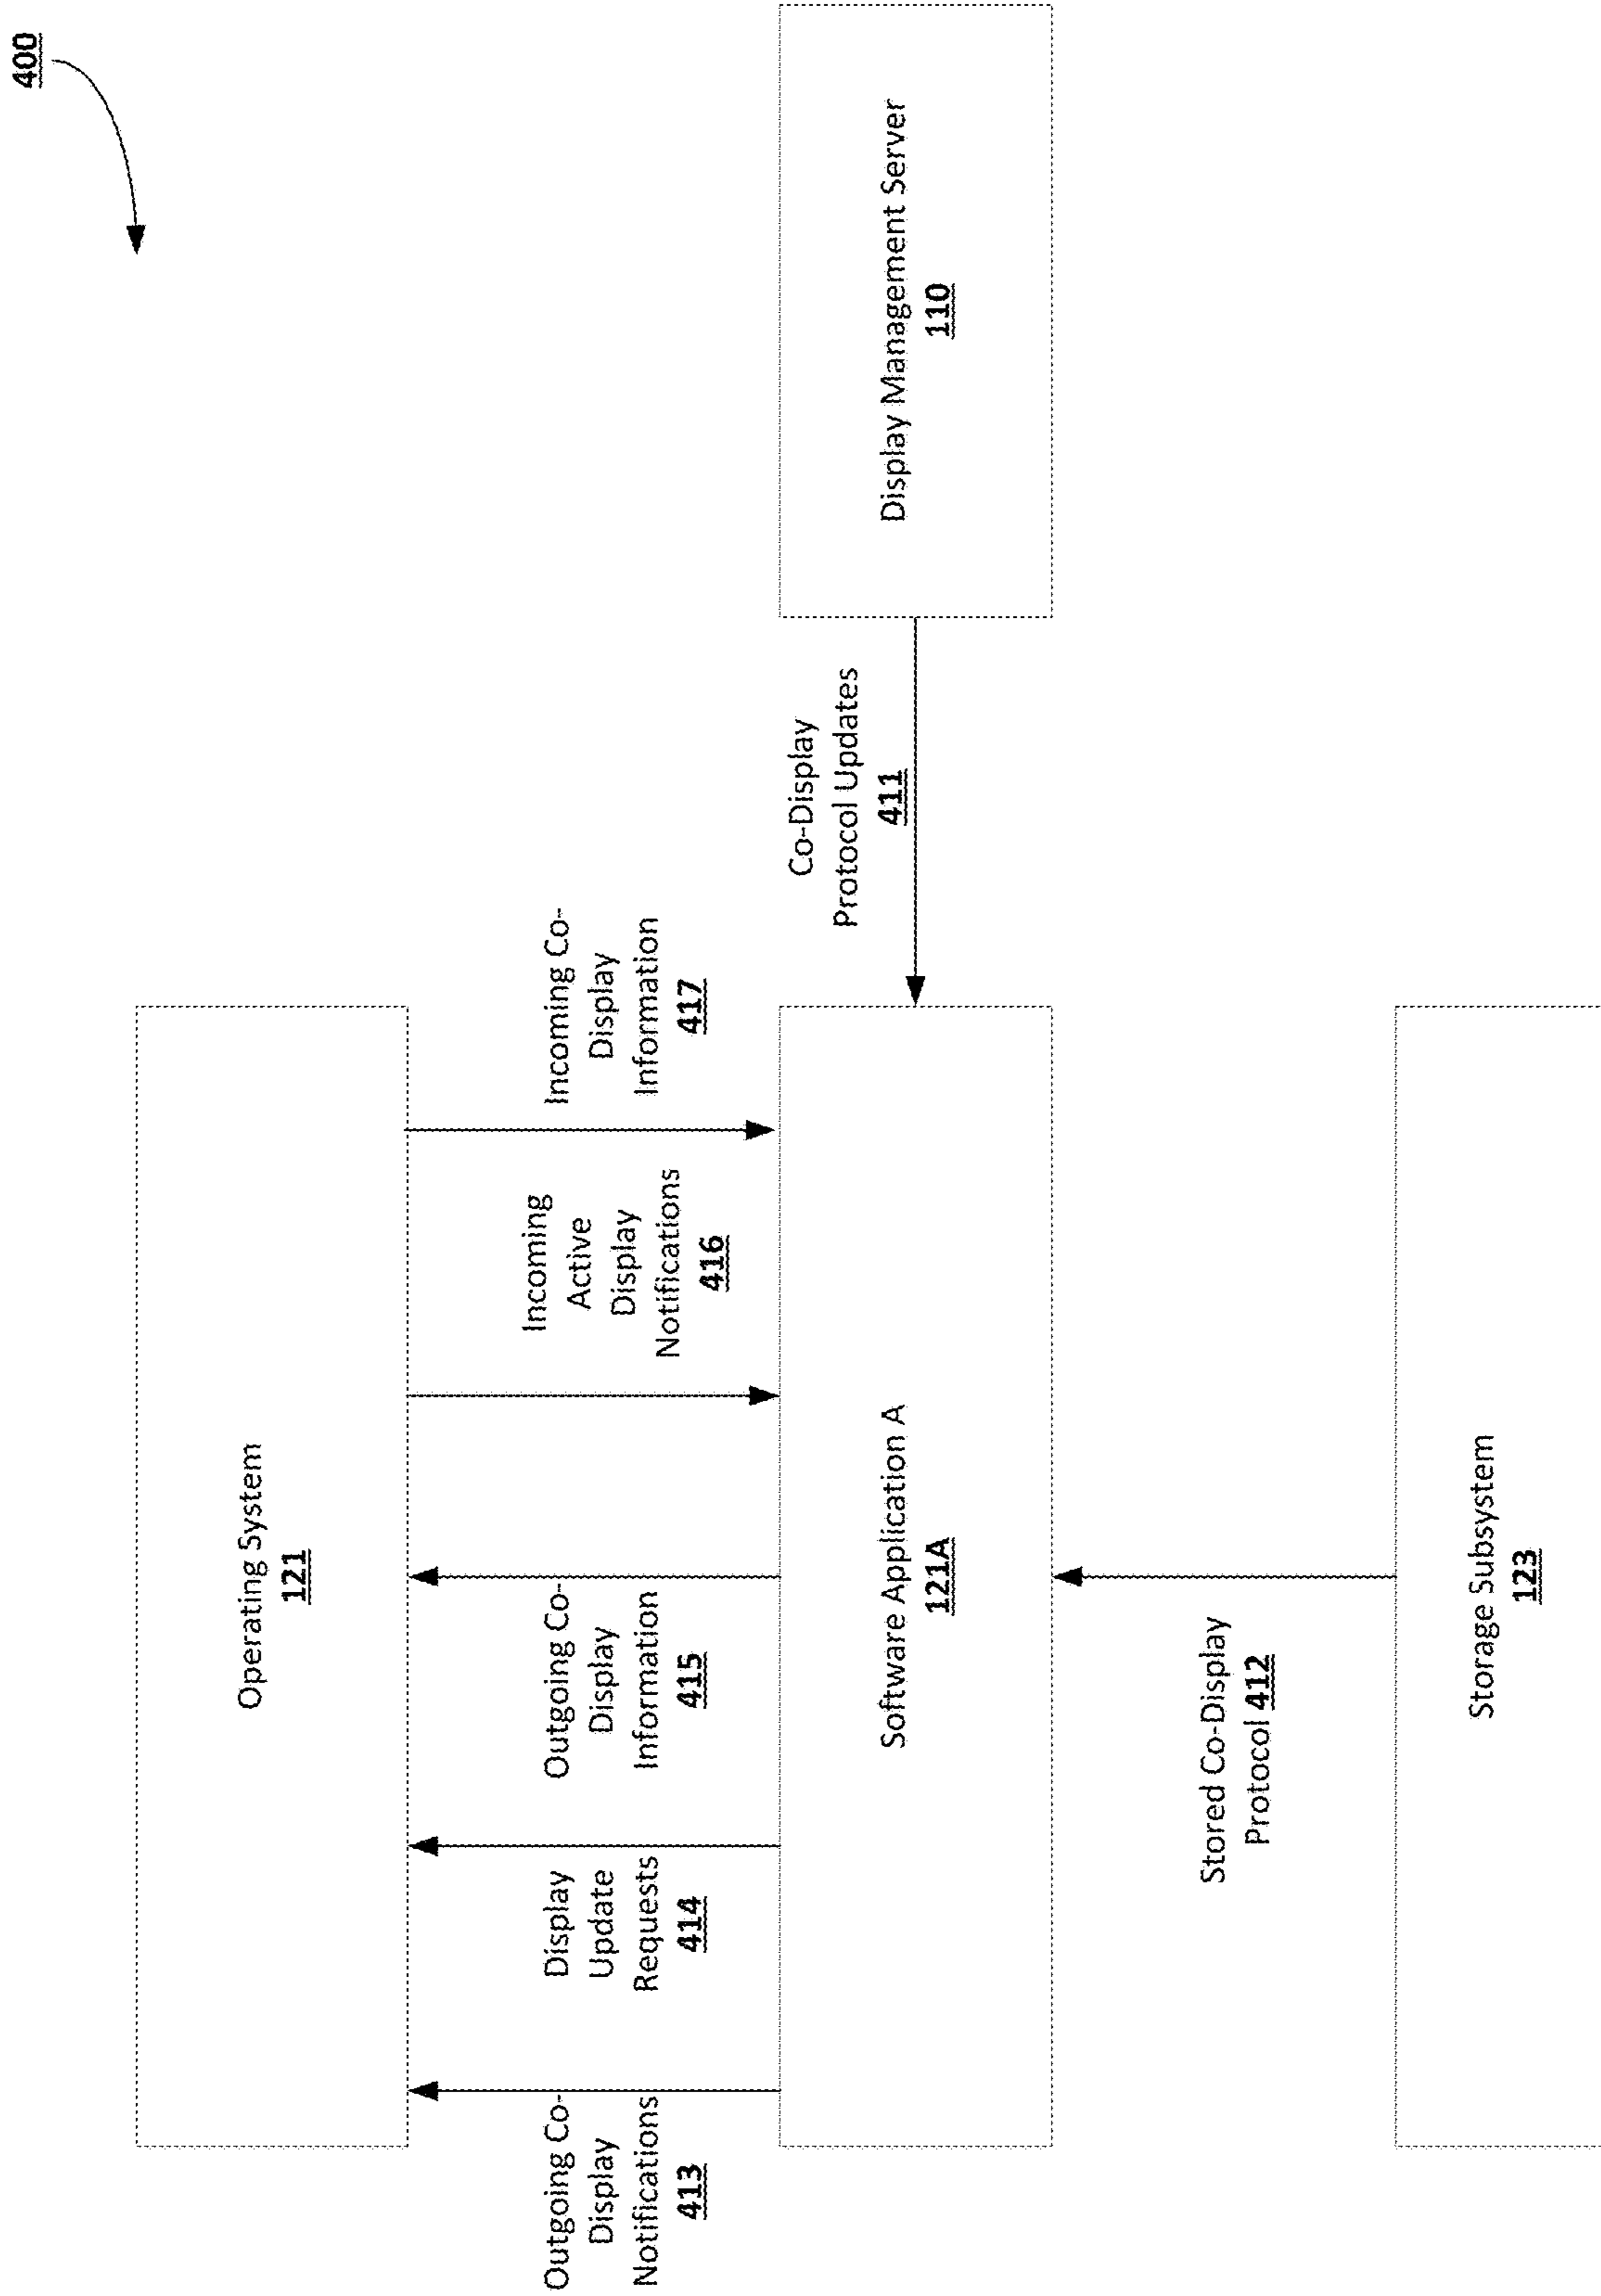 400
Operating System
121
Outgoing Co-
Display
Notifications
413
Display
Update
Requests
414
Outgoing Co-
Display
Information
415
Incoming
Active
Display
Notifications
416
Incoming Co-
Display
Information
417
Software Application A
121A
Co-Display
Protocol Updates
411
Display Management Server
110
Stored Co-Display
Protocol 412
Storage Subsystem
123